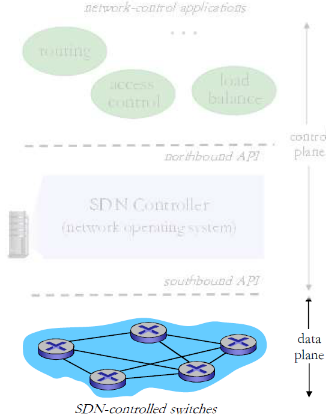 network-control applications
...
routing
access
control
load
balance
control
plane
northbound API
SDN Controller
(network operating system)
southbound API
data
plane
SDN-controlled switches